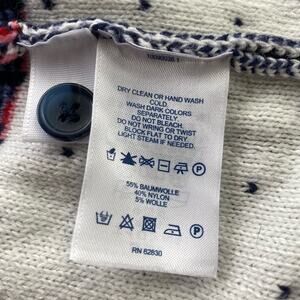 DRY CLEAN OR HAND WASH
COLD.
WASH DARK COLORS
SEPARATELY.
DO NOT BLEACH.
DO NOT WRING OR TWIST
BLOCK FLAT TO DRY.
LIGHT STEAM IF NEEDED.
P
55% BAUMWOLLE
40% NYLON
5% WOLLE
P
RN 62830